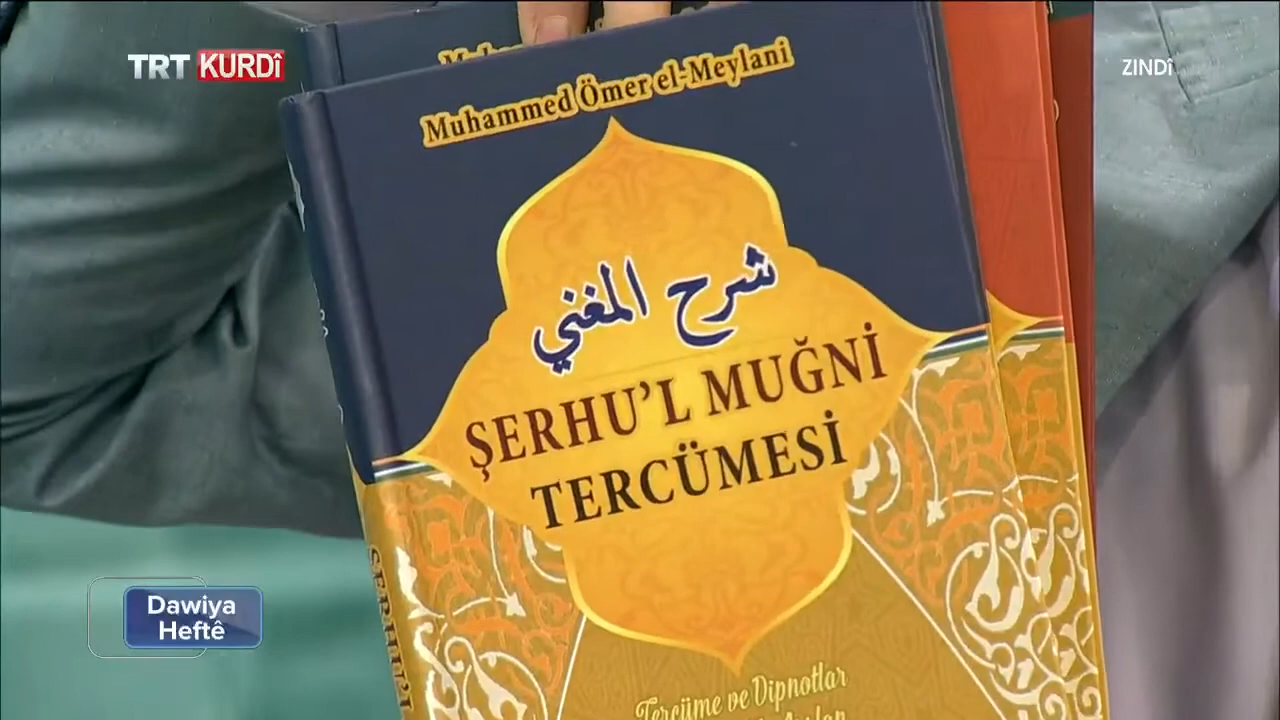 TRT KURDÎ
ZINDÎ
Muhammed Ömer el-Meylani
شرح المغني
ŞERHU'L MUĞNİ
TERCÜMESİ
Tercüme ve Dipnotlar
Dawiya
Heftê